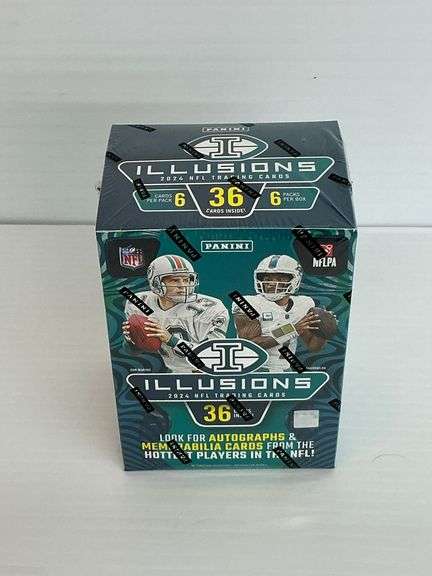 PANINI
I
ILLUSIONS
2024 NFL TRADING CARDS
CARDS PER PACK 6
36 CARDS INSIDE!
6 PACKS PER BOX
PANINI
NFL
NFLPA
I
ILLUSIONS
2024 NFL TRADING CARDS
36
LOOK FOR AUTOGRAPHS &
MEMORABILIA CARDS FROM THE
HOTTEST PLAYERS IN THE NFL!